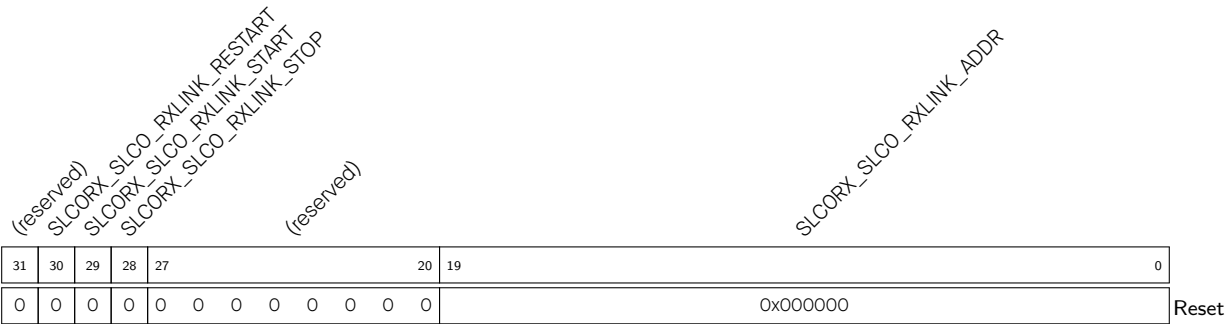 (reserved)
SLC0RX_SLC0_RXLINK_RESTART
SLC0RX_SLC0_RXLINK_START
SLC0RX_SLC0_RXLINK_STOP
(reserved)
SLC0RX_SLC0_RXLINK_ADDR
31 30 29 28 27 20 19 0
0 0 0 0 0 0 0 0 0 0 0 0 0x000000 Reset